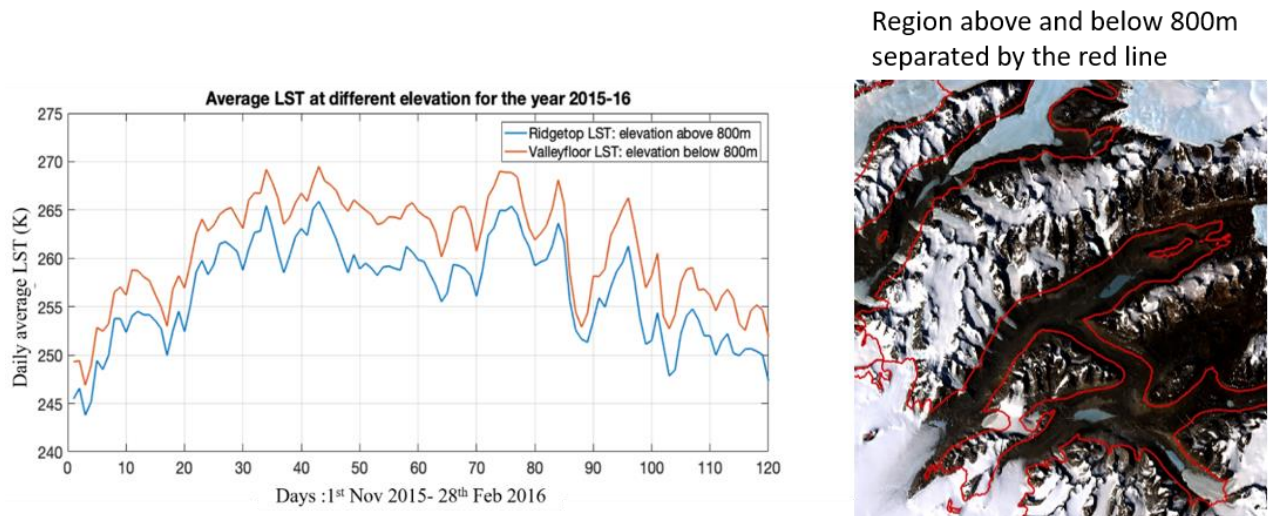 Region above and below 800m
separated by the red line
Average LST at different elevation for the year 2015-16
Ridgetop LST: elevation above 800m
Valleyfloor LST: elevation below 800m
Daily average LST (K)
275
270
265
260
255
250
245
240
0 10 20 30 40 50 60 70 80 90 100 110 120
Days :1st Nov 2015- 28th Feb 2016